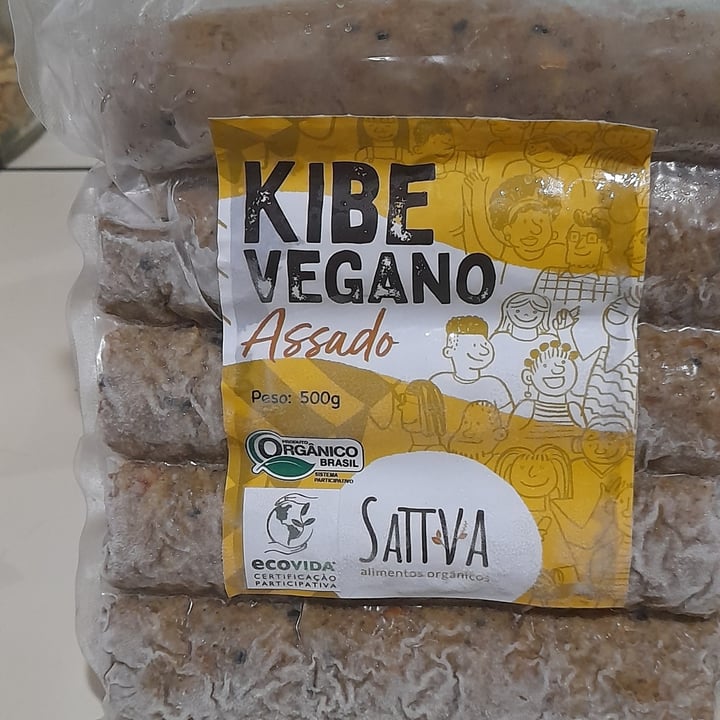 KIBE
VEGANO
Assado
Peso: 500g
PRODUTO
ORGÂNICO
BRASIL
SISTEMA
PARTICIPATIVO
ecoVIDA
CERTIFICAÇÃO
PARTICIPATIVA
SATTVA
alimentos orgânicos